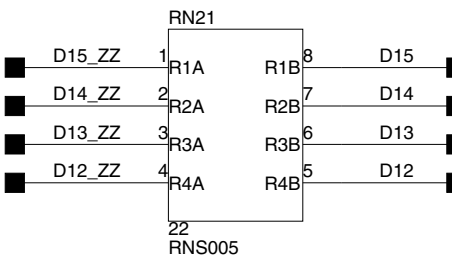 RN21
D15_ZZ 1 R1A R1B 8 D15
D14_ZZ 2 R2A R2B 7 D14
D13_ZZ 3 R3A R3B 6 D13
D12_ZZ 4 R4A R4B 5 D12
22
RNS005